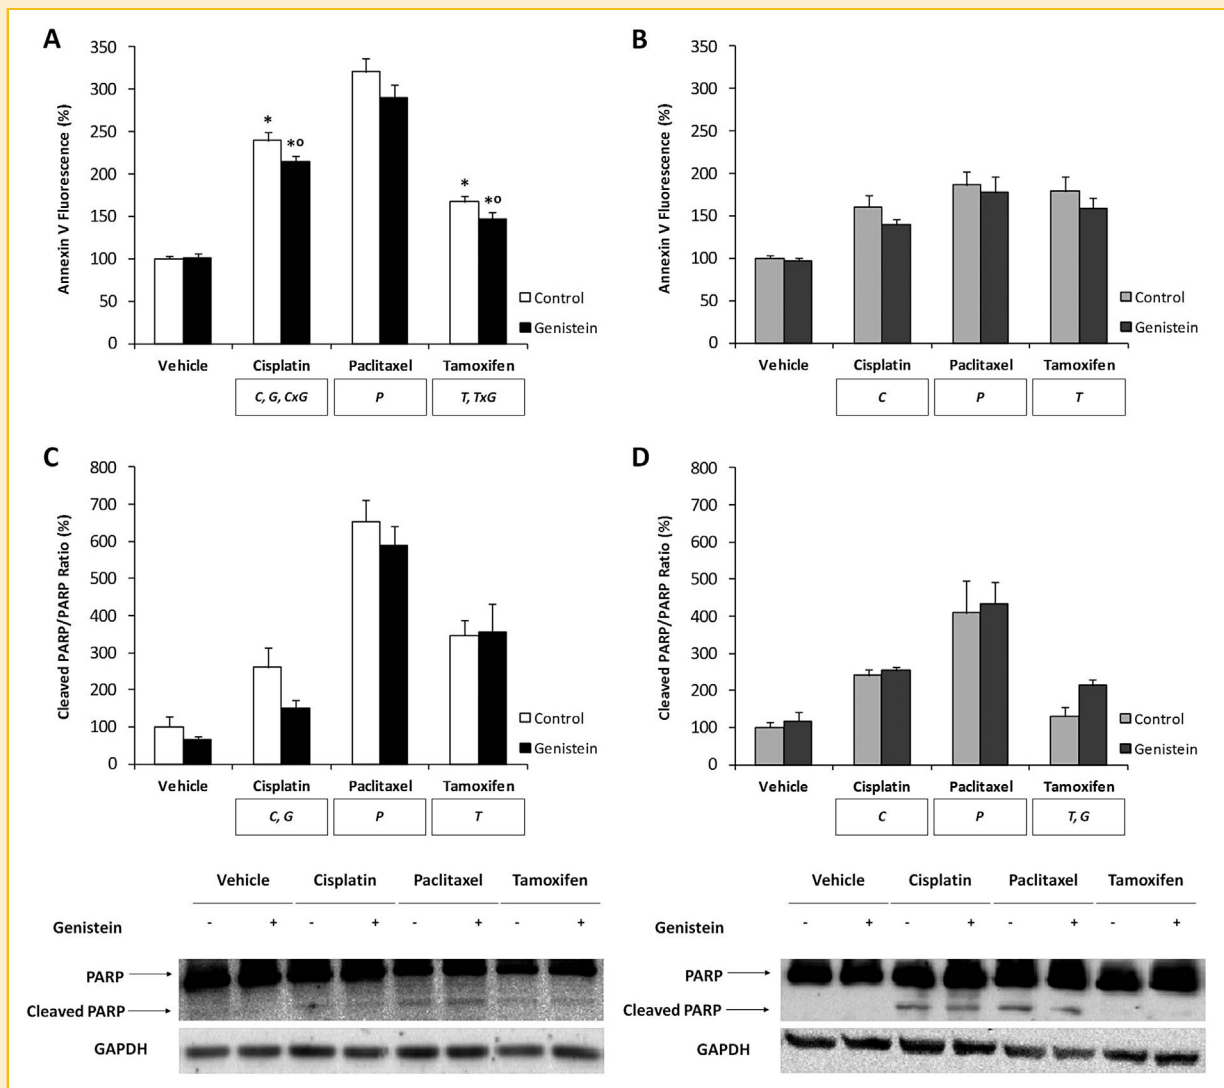 A
350
300
250
200
150
100
50
0
Annexin V Fluorescence (%)
*
*o
*
*o
Control
Genistein
Vehicle Cisplatin Paclitaxel Tamoxifen
C, G, CxG P T, TxG
B
350
300
250
200
150
100
50
0
Annexin V Fluorescence (%)
Control
Genistein
Vehicle Cisplatin Paclitaxel Tamoxifen
C P T
C
800
700
600
500
400
300
200
100
0
Cleaved PARP/PARP Ratio (%)
Control
Genistein
Vehicle Cisplatin Paclitaxel Tamoxifen
C, G P T
D
800
700
600
500
400
300
200
100
0
Cleaved PARP/PARP Ratio (%)
Control
Genistein
Vehicle Cisplatin Paclitaxel Tamoxifen
C P T, G
Vehicle Cisplatin Paclitaxel Tamoxifen
Genistein - + - + - + - +
PARP
Cleaved PARP
GAPDH
Vehicle Cisplatin Paclitaxel Tamoxifen
Genistein - + - + - + - +
PARP
Cleaved PARP
GAPDH